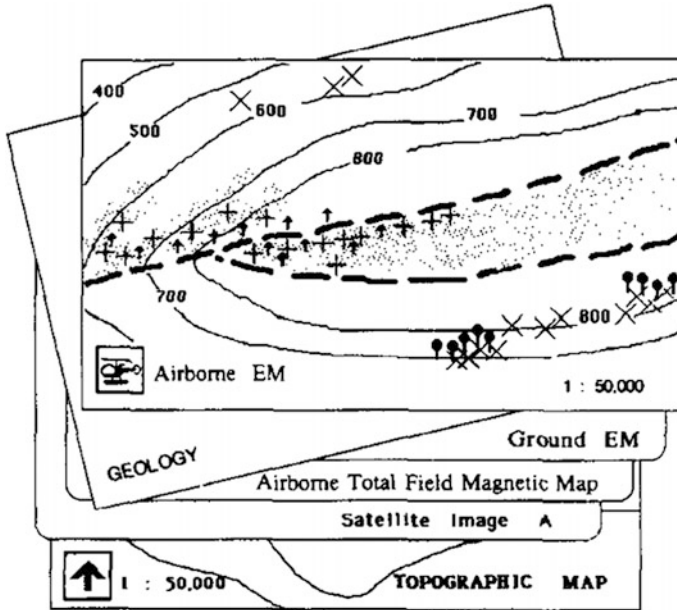 400
500
600
700
800
700
800
Airborne EM
1 : 50,000
Ground EM
GEOLOGY
Airborne Total Field Magnetic Map
Satellite Image A
1 : 50,000 TOPOGRAPHIC MAP